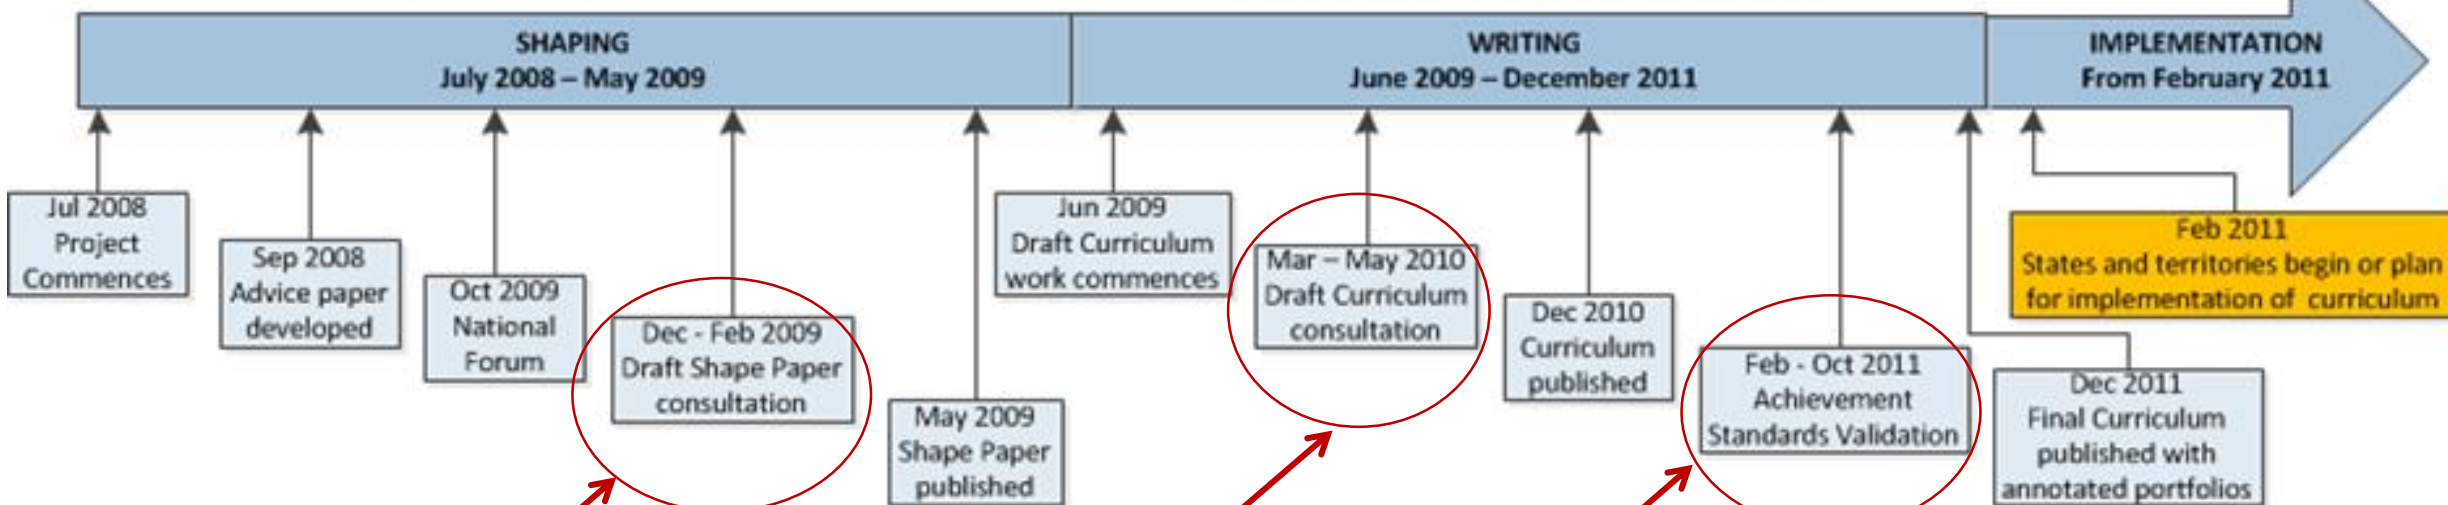 SHAPING
July 2008 – May 2009
WRITING
June 2009 – December 2011
IMPLEMENTATION
From February 2011
Jul 2008
Project
Commences
Sep 2008
Advice paper
developed
Oct 2009
National
Forum
Dec - Feb 2009
Draft Shape Paper
consultation
May 2009
Shape Paper
published
Jun 2009
Draft Curriculum
work commences
Mar – May 2010
Draft Curriculum
consultation
Dec 2010
Curriculum
published
Feb - Oct 2011
Achievement
Standards Validation
Dec 2011
Final Curriculum
published with
annotated portfolios
Feb 2011
States and territories begin or plan
for implementation of curriculum